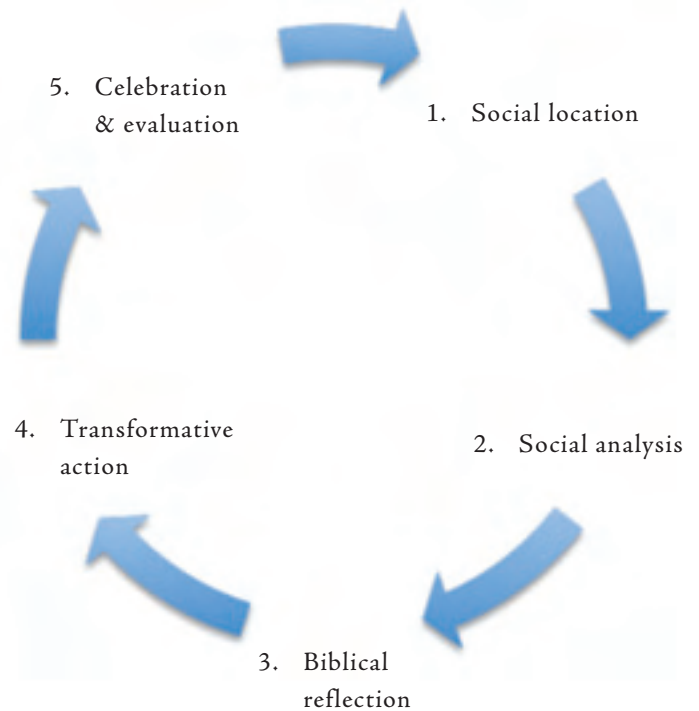 1. Social location
2. Social analysis
3. Biblical
reflection
4. Transformative
action
5. Celebration
& evaluation